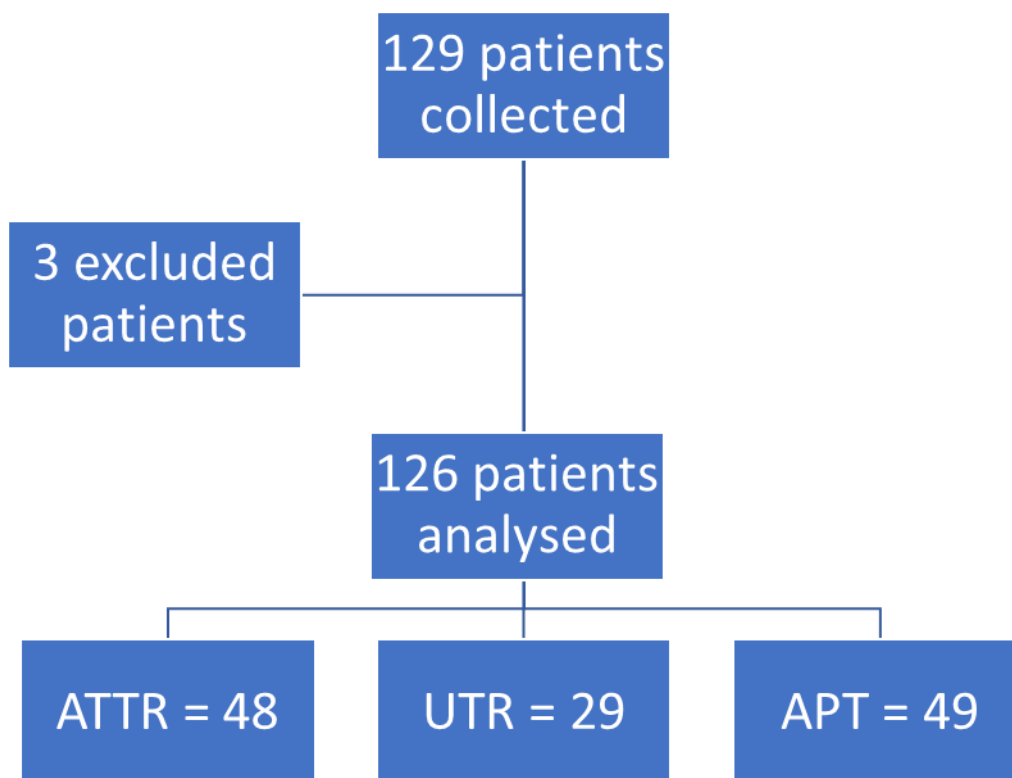 129 patients
collected
3 excluded
patients
126 patients
analysed
ATTR = 48
UTR = 29
APT = 49